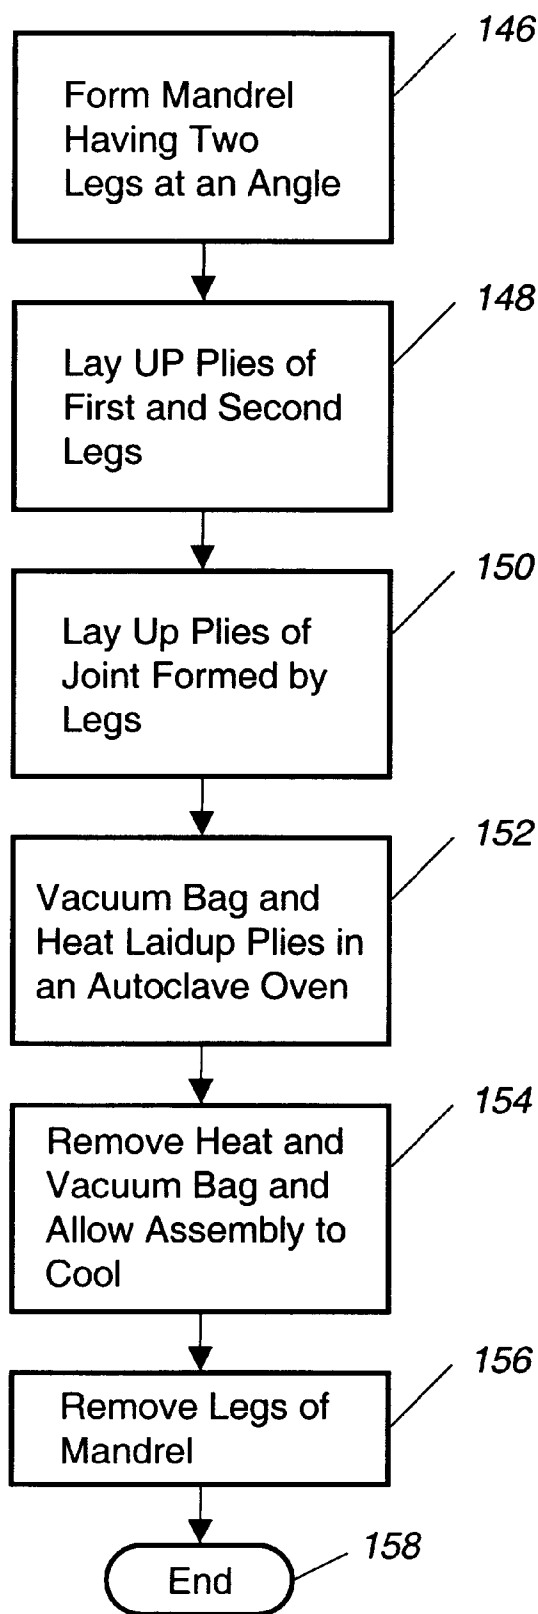 146
Form Mandrel
Having Two
Legs at an Angle
148
Lay UP Plies of
First and Second
Legs
150
Lay Up Plies of
Joint Formed by
Legs
152
Vacuum Bag and
Heat Laidup Plies in
an Autoclave Oven
154
Remove Heat and
Vacuum Bag and
Allow Assembly to
Cool
156
Remove Legs of
Mandrel
158
End